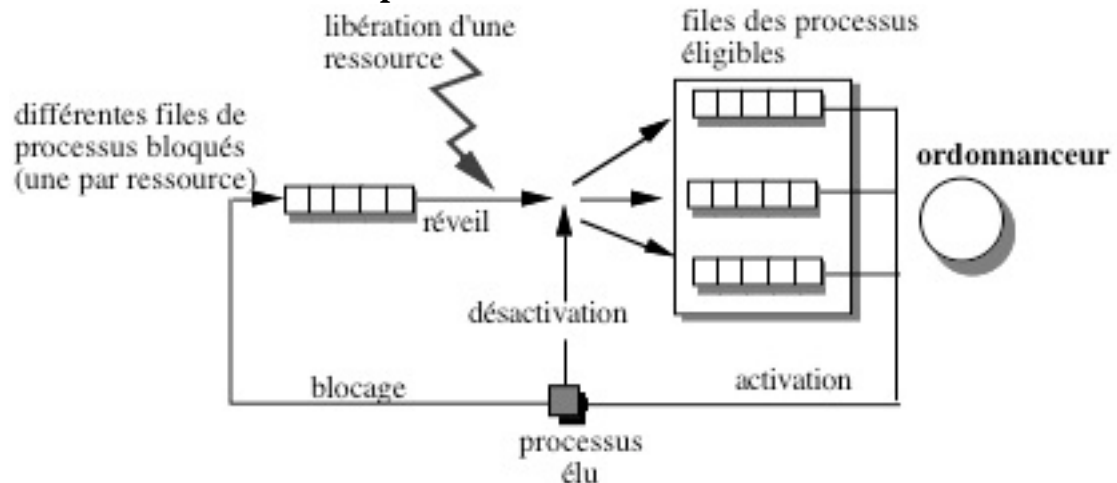 libération d'une
ressource
files des processus
éligibles
différentes files de
processus bloqués
(une par ressource)
ordonnanceur
réveil
désactivation
blocage
activation
processus
élu